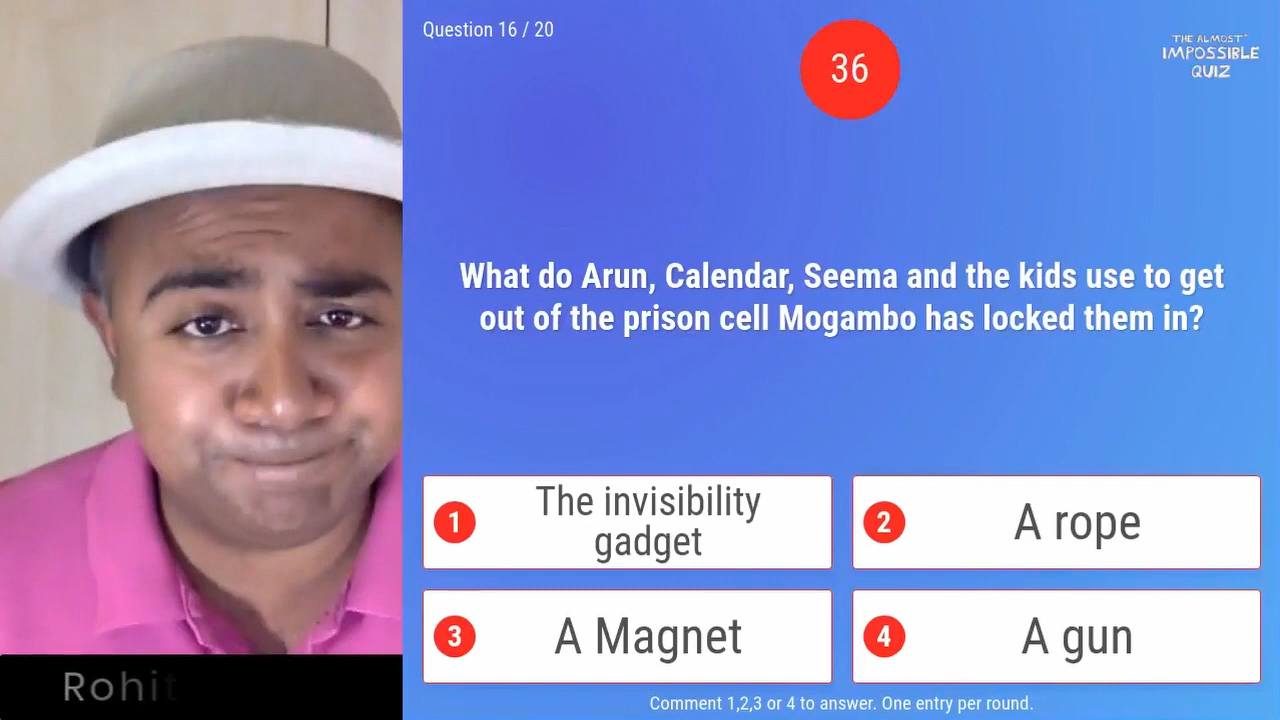 Question 16 / 20
36
THE ALMOST
IMPOSSIBLE
QUIZ
What do Arun, Calendar, Seema and the kids use to get
out of the prison cell Mogambo has locked them in?
1 The invisibility
gadget
2 A rope
3 A Magnet
4 A gun
Comment 1,2,3 or 4 to answer. One entry per round.
Rohit